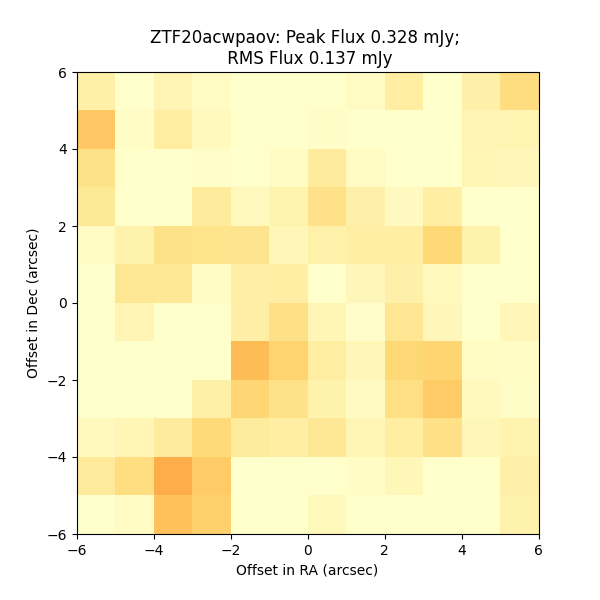 ZTF20acwpaov: Peak Flux 0.328 mJy;
RMS Flux 0.137 mJy
6
4
2
0
−2
−4
−6
Offset in Dec (arcsec)
−6 −4 −2 0 2 4 6
Offset in RA (arcsec)